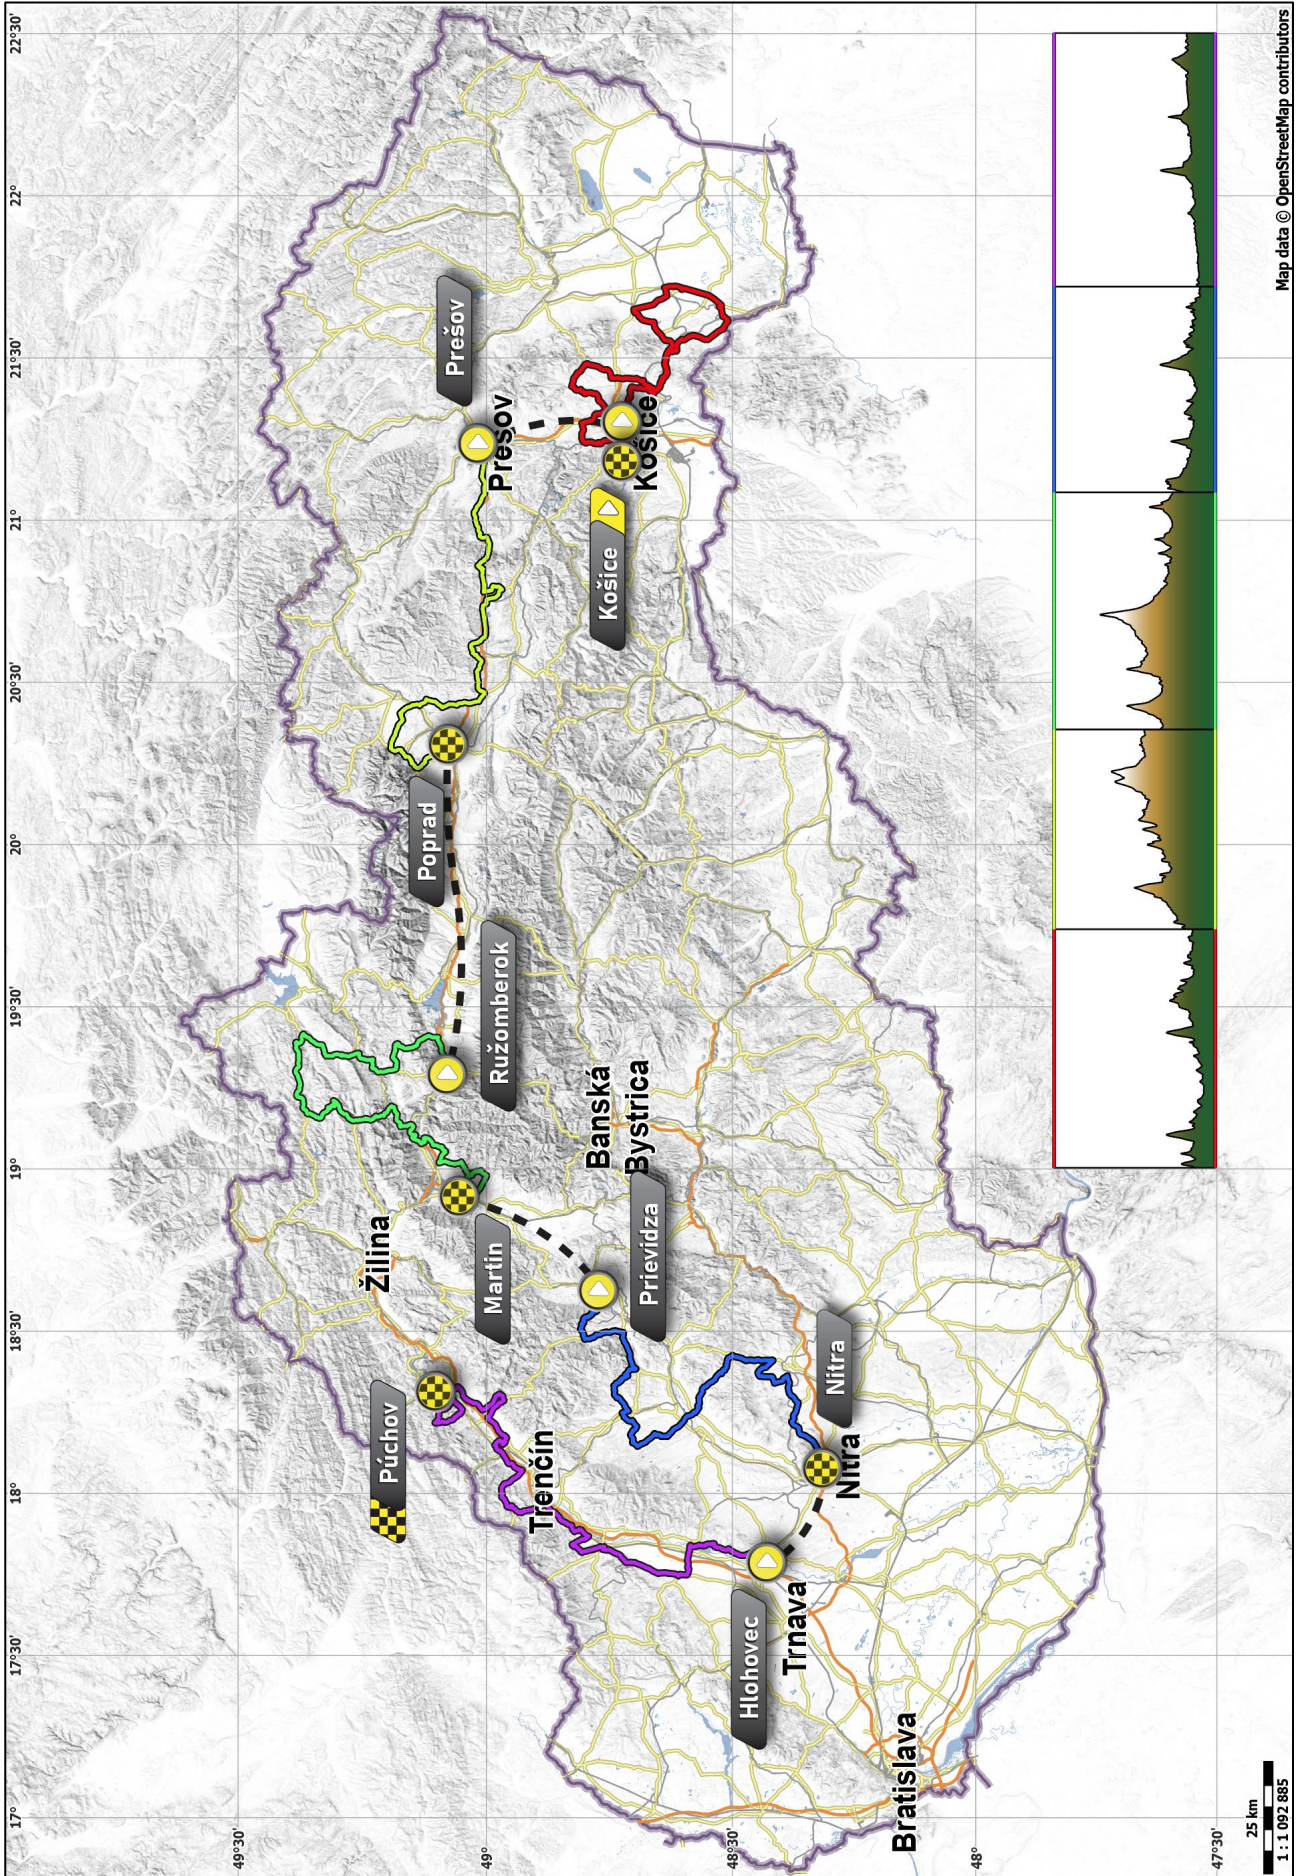 17°
17°30'
18°
18°30'
19°
19°30'
20°
20°30'
21°
21°30'
22°
22°30'
49°30'
Žilina
Púchov
Poprad
Prešov
49°
Martin
Ružomberok
Prešov
Trenčín
Banská
Bystrica
Košice
Košice
Prievidza
48°30'
Hlohovec
Trnava
Nitra
Nitra
Bratislava
48°
47°30'
25 km
1 : 1 092 885
Map data © OpenStreetMap contributors